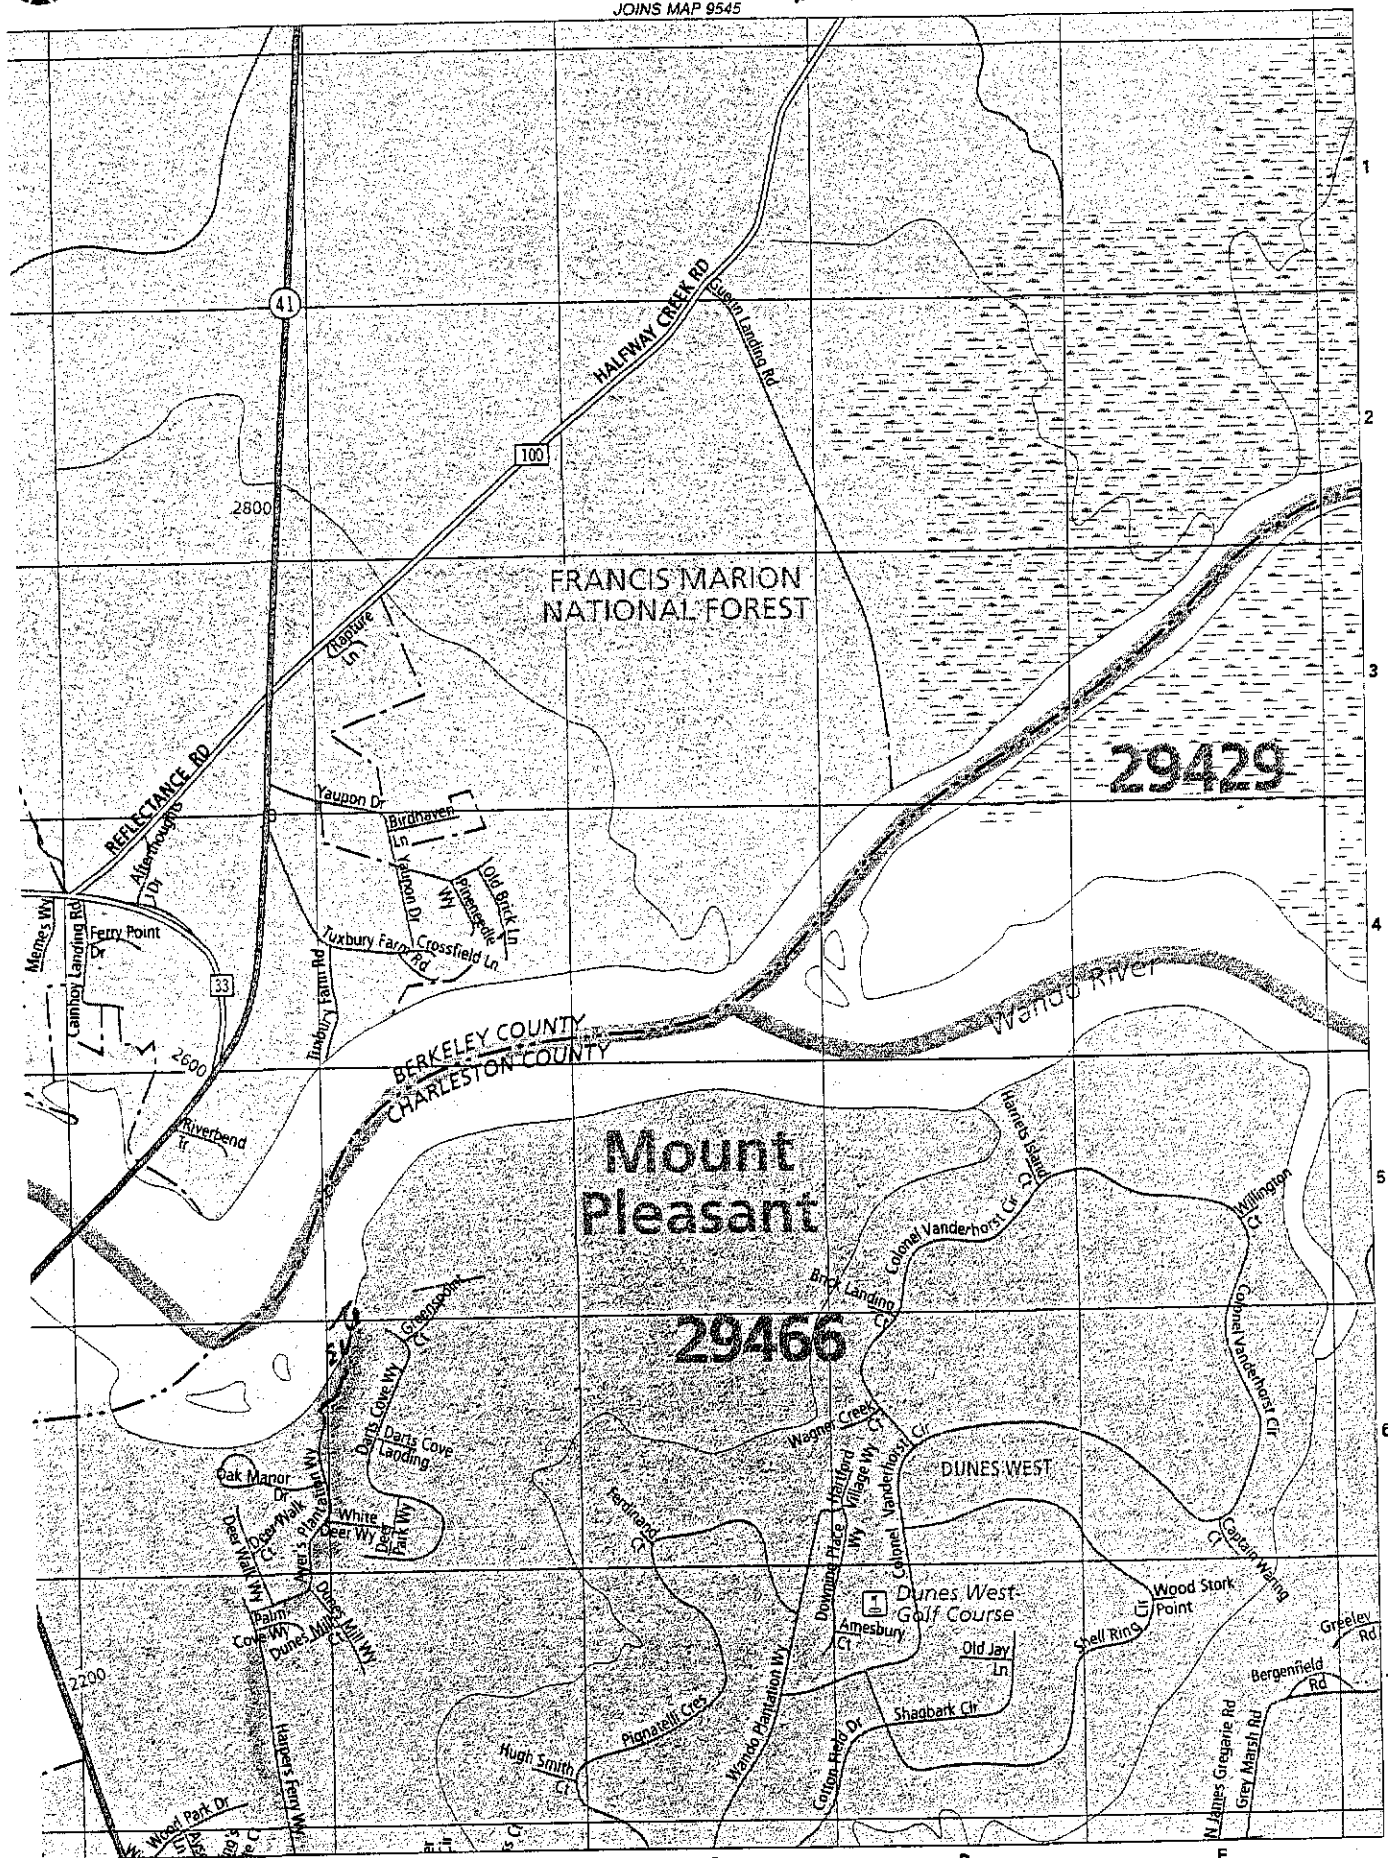 JOINS MAP 9545
1
41
HALFWAY CREEK RD
Guerin Landing Rd
2
100
2800
FRANCIS MARION
NATIONAL FOREST
Rapture
Ln
3
29429
REFLECTANCE RD
Afterthoughts
Dr
Yaupon Dr
Birdhaven
Ln
Yaupon Dr
Pineneedle
Wy
Old Brick Ln
Memes Wy
Cainhoy Landing Rd
Ferry Point
Dr
Tuxbury Farm Rd
Crossfield Ln
4
33
Tuxbury Farm Rd
Wando River
BERKELEY COUNTY
CHARLESTON COUNTY
2600
Riverbend
Tr
Mount
Pleasant
Harriets Island
Ct
5
Willington
Ct
Colonel Vanderhorst Cir
Brick Landing
Ct
Greenspoint
Ct
29466
Colonel Vanderhorst Cir
Darts Cove Wy
Darts Cove
Landing
Wagner Creek
Ct
6
Oak Manor
Dr
Hartford
Village Wy
Colonel Vanderhorst Cir
DUNES WEST
Deer Walk
Ct
Deer Walk Wy
Wyer's Plantation Wy
White
Deer Wy
Deer
Park Wy
Ferdinand
Ct
Downing Place
Wy
Captain Waring
Ct
Palm
Cove Wy
Dunes Mill
Ct
Dunes Mill Wy
Dunes West
Golf Course
Amesbury
Ct
Wood Stork
Point
Shell Ring
Cir
Old Jay
Ln
Greeley
Rd
Bergenfield
Rd
2200
Harpers Ferry Wy
Pignatelli Cres
Wando Plantation Wy
Shagbark Cir
Cotton Field Dr
Hugh Smith
Ct
N James Gregarie Rd
Grey Marsh Rd
Wood Park Dr
E